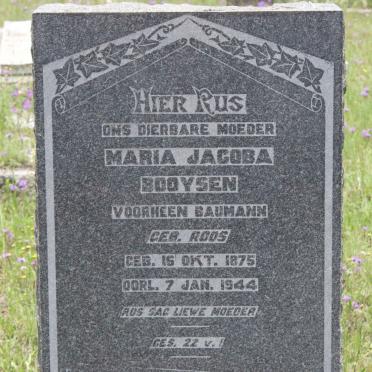 HIER RUS
ONS DIERBARE MOEDER
MARIA JACOBA
BOOYSEN
VOORHEEN BAUMANN
GEB. ROOS
GEB. 15 OKT. 1875
OORL. 7 JAN. 1944
RUS SAG LIEWE MOEDER
GES. 22 v. 1